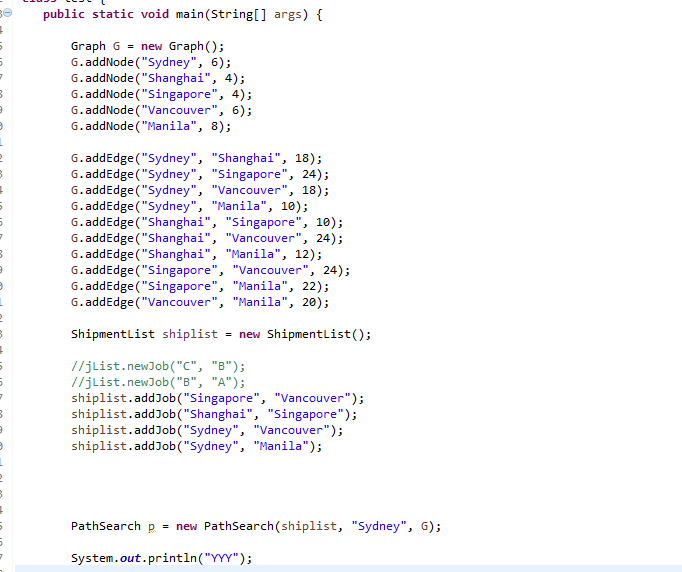 class test {
public static void main(String[] args) {
Graph G = new Graph();
G.addNode("Sydney", 6);
G.addNode("Shanghai", 4);
G.addNode("Singapore", 4);
G.addNode("Vancouver", 6);
G.addNode("Manila", 8);
G.addEdge("Sydney", "Shanghai", 18);
G.addEdge("Sydney", "Singapore", 24);
G.addEdge("Sydney", "Vancouver", 18);
G.addEdge("Sydney", "Manila", 10);
G.addEdge("Shanghai", "Singapore", 10);
G.addEdge("Shanghai", "Vancouver", 24);
G.addEdge("Shanghai", "Manila", 12);
G.addEdge("Singapore", "Vancouver", 24);
G.addEdge("Singapore", "Manila", 22);
G.addEdge("Vancouver", "Manila", 20);
ShipmentList shiplist = new ShipmentList();
//jList.newJob("C", "B");
//jList.newJob("B", "A");
shiplist.addJob("Singapore", "Vancouver");
shiplist.addJob("Shanghai", "Singapore");
shiplist.addJob("Sydney", "Vancouver");
shiplist.addJob("Sydney", "Manila");
PathSearch p = new PathSearch(shiplist, "Sydney", G);
System.out.println("YYY");